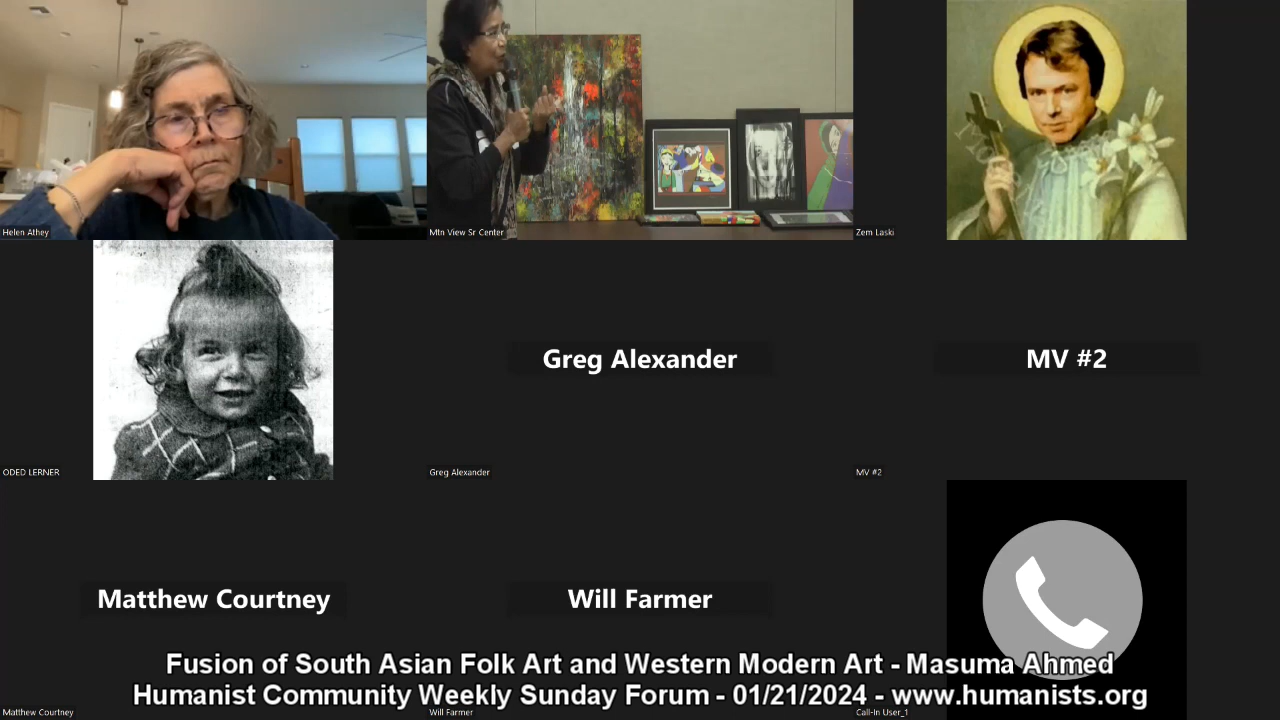 Helen Athey
Mtn View Sr Center
Zem Laski
Greg Alexander
MV #2
ODED LERNER
Greg Alexander
MV #2
Matthew Courtney
Will Farmer
Fusion of South Asian Folk Art and Western Modern Art - Masuma Ahmed
Humanist Community Weekly Sunday Forum - 01/21/2024 - www.humanists.org
Matthew Courtney
Will Farmer
Call-In User_1